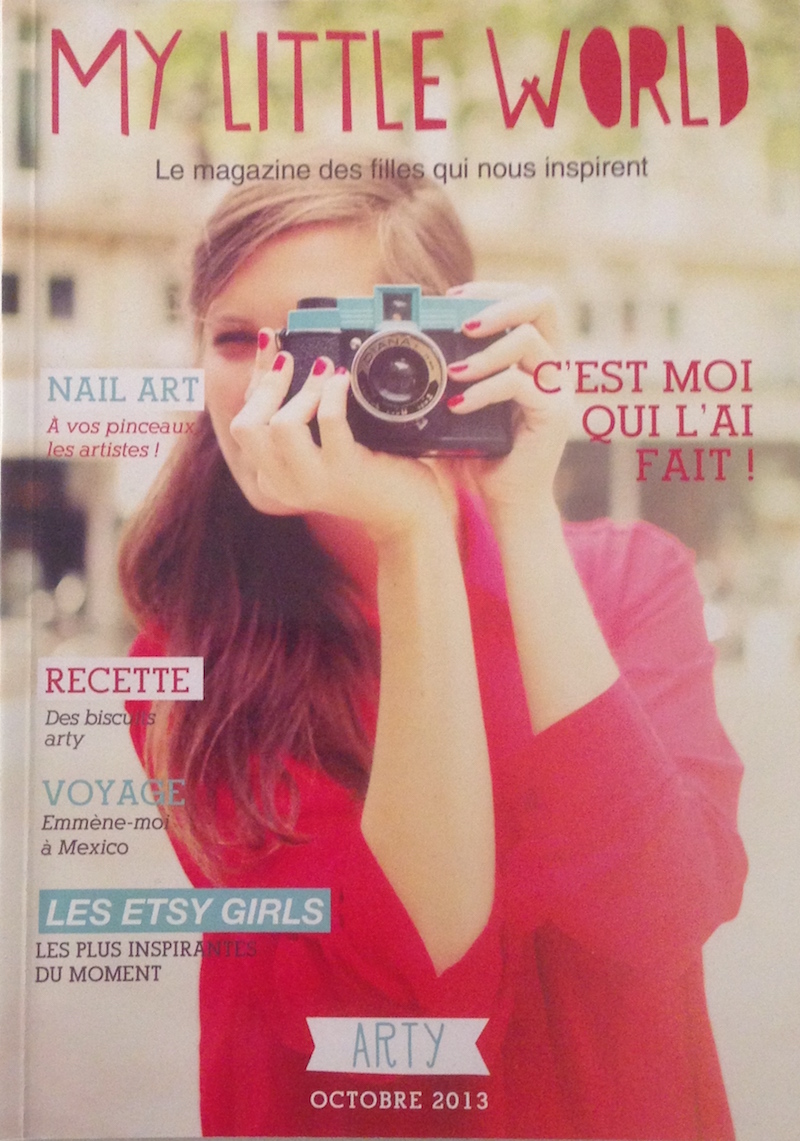 MY LITTLE WORLD
Le magazine des filles qui nous inspirent
DIANA
NAIL ART
À vos pinceaux
les artistes !
C'EST MOI
QUI L'AI
FAIT !
RECETTE
Des biscuits
arty
VOYAGE
Emmène-moi
à Mexico
LES ETSY GIRLS
LES PLUS INSPIRANTES
DU MOMENT
ARTY
OCTOBRE 2013